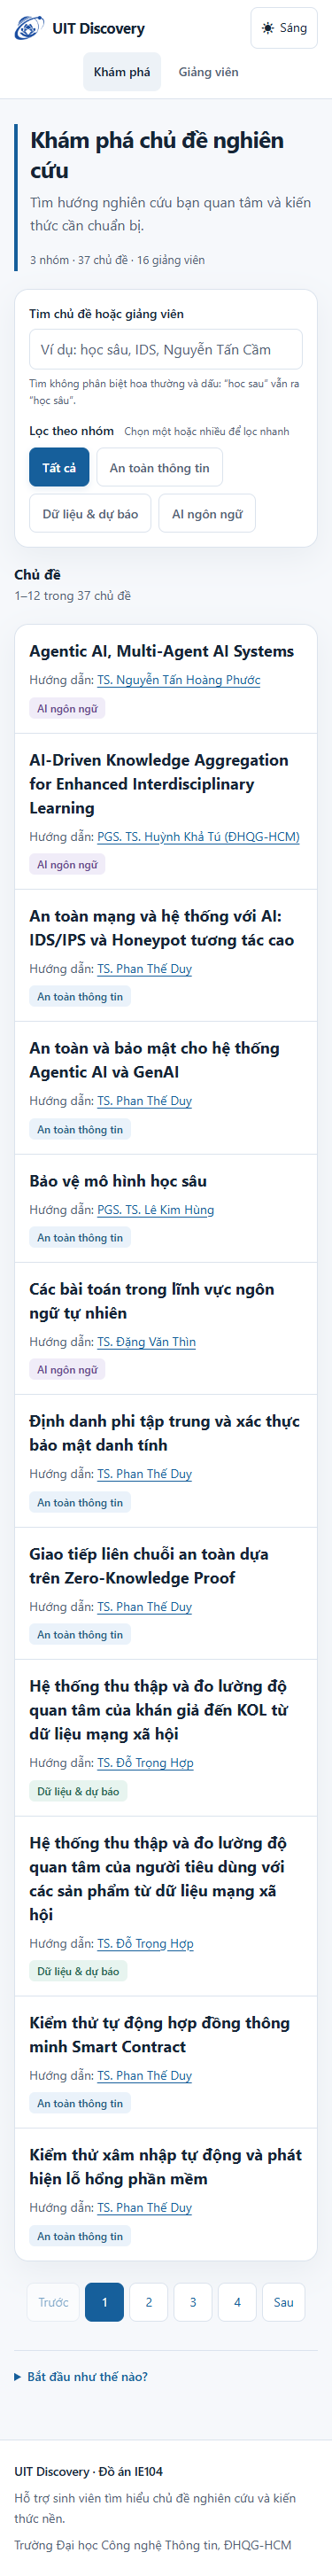 UIT Discovery
Sáng
Khám phá
Giảng viên
Khám phá chủ đề nghiên
cứu
Tìm hướng nghiên cứu bạn quan tâm và kiến
thức cần chuẩn bị.
3 nhóm · 37 chủ đề · 16 giảng viên
Tìm chủ đề hoặc giảng viên
Ví dụ: học sâu, IDS, Nguyễn Tấn Cầm
Tìm không phân biệt hoa thường và dấu: “hoc sau” vẫn ra
“học sâu”.
Lọc theo nhóm Chọn một hoặc nhiều để lọc nhanh
Tất cả
An toàn thông tin
Dữ liệu & dự báo
AI ngôn ngữ
Chủ đề
1–12 trong 37 chủ đề
Agentic AI, Multi-Agent AI Systems
Hướng dẫn: TS. Nguyễn Tấn Hoàng Phước
AI ngôn ngữ
AI-Driven Knowledge Aggregation
for Enhanced Interdisciplinary
Learning
Hướng dẫn: PGS. TS. Huỳnh Khả Tú (ĐHQG-HCM)
AI ngôn ngữ
An toàn mạng và hệ thống với AI:
IDS/IPS và Honeypot tương tác cao
Hướng dẫn: TS. Phan Thế Duy
An toàn thông tin
An toàn và bảo mật cho hệ thống
Agentic AI và GenAI
Hướng dẫn: TS. Phan Thế Duy
An toàn thông tin
Bảo vệ mô hình học sâu
Hướng dẫn: PGS. TS. Lê Kim Hùng
An toàn thông tin
Các bài toán trong lĩnh vực ngôn
ngữ tự nhiên
Hướng dẫn: TS. Đặng Văn Thìn
AI ngôn ngữ
Định danh phi tập trung và xác thực
bảo mật danh tính
Hướng dẫn: TS. Phan Thế Duy
An toàn thông tin
Giao tiếp liên chuỗi an toàn dựa
trên Zero-Knowledge Proof
Hướng dẫn: TS. Phan Thế Duy
An toàn thông tin
Hệ thống thu thập và đo lường độ
quan tâm của khán giả đến KOL từ
dữ liệu mạng xã hội
Hướng dẫn: TS. Đỗ Trọng Hợp
Dữ liệu & dự báo
Hệ thống thu thập và đo lường độ
quan tâm của người tiêu dùng với
các sản phẩm từ dữ liệu mạng xã
hội
Hướng dẫn: TS. Đỗ Trọng Hợp
Dữ liệu & dự báo
Kiểm thử tự động hợp đồng thông
minh Smart Contract
Hướng dẫn: TS. Phan Thế Duy
An toàn thông tin
Kiểm thử xâm nhập tự động và phát
hiện lỗ hổng phần mềm
Hướng dẫn: TS. Phan Thế Duy
An toàn thông tin
Trước 1 2 3 4 Sau
Bắt đầu như thế nào?
UIT Discovery · Đồ án IE104
Hỗ trợ sinh viên tìm hiểu chủ đề nghiên cứu và kiến
thức nền.
Trường Đại học Công nghệ Thông tin, ĐHQG-HCM